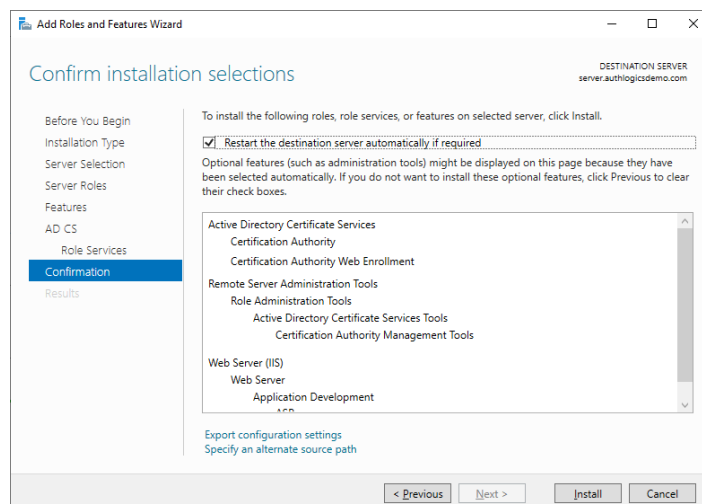 Add Roles and Features Wizard
Confirm installation selections
DESTINATION SERVER
server.authlogicsdemo.com
Before You Begin
Installation Type
Server Selection
Server Roles
Features
AD CS
Role Services
Confirmation
Results
To install the following roles, role services, or features on selected server, click Install.
Restart the destination server automatically if required
Optional features (such as administration tools) might be displayed on this page because they have
been selected automatically. If you do not want to install these optional features, click Previous to clear
their check boxes.
Active Directory Certificate Services
Certification Authority
Certification Authority Web Enrollment
Remote Server Administration Tools
Role Administration Tools
Active Directory Certificate Services Tools
Certification Authority Management Tools
Web Server (IIS)
Web Server
Application Development
Export configuration settings
Specify an alternate source path
< Previous
Next >
Install
Cancel